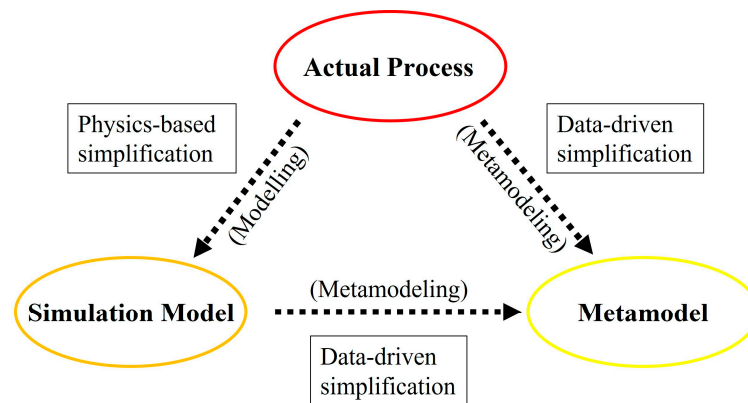 Actual Process
Physics-based
simplification
(Modelling)
(Metamodeling)
Data-driven
simplification
Simulation Model
(Metamodeling)
Metamodel
Data-driven
simplification